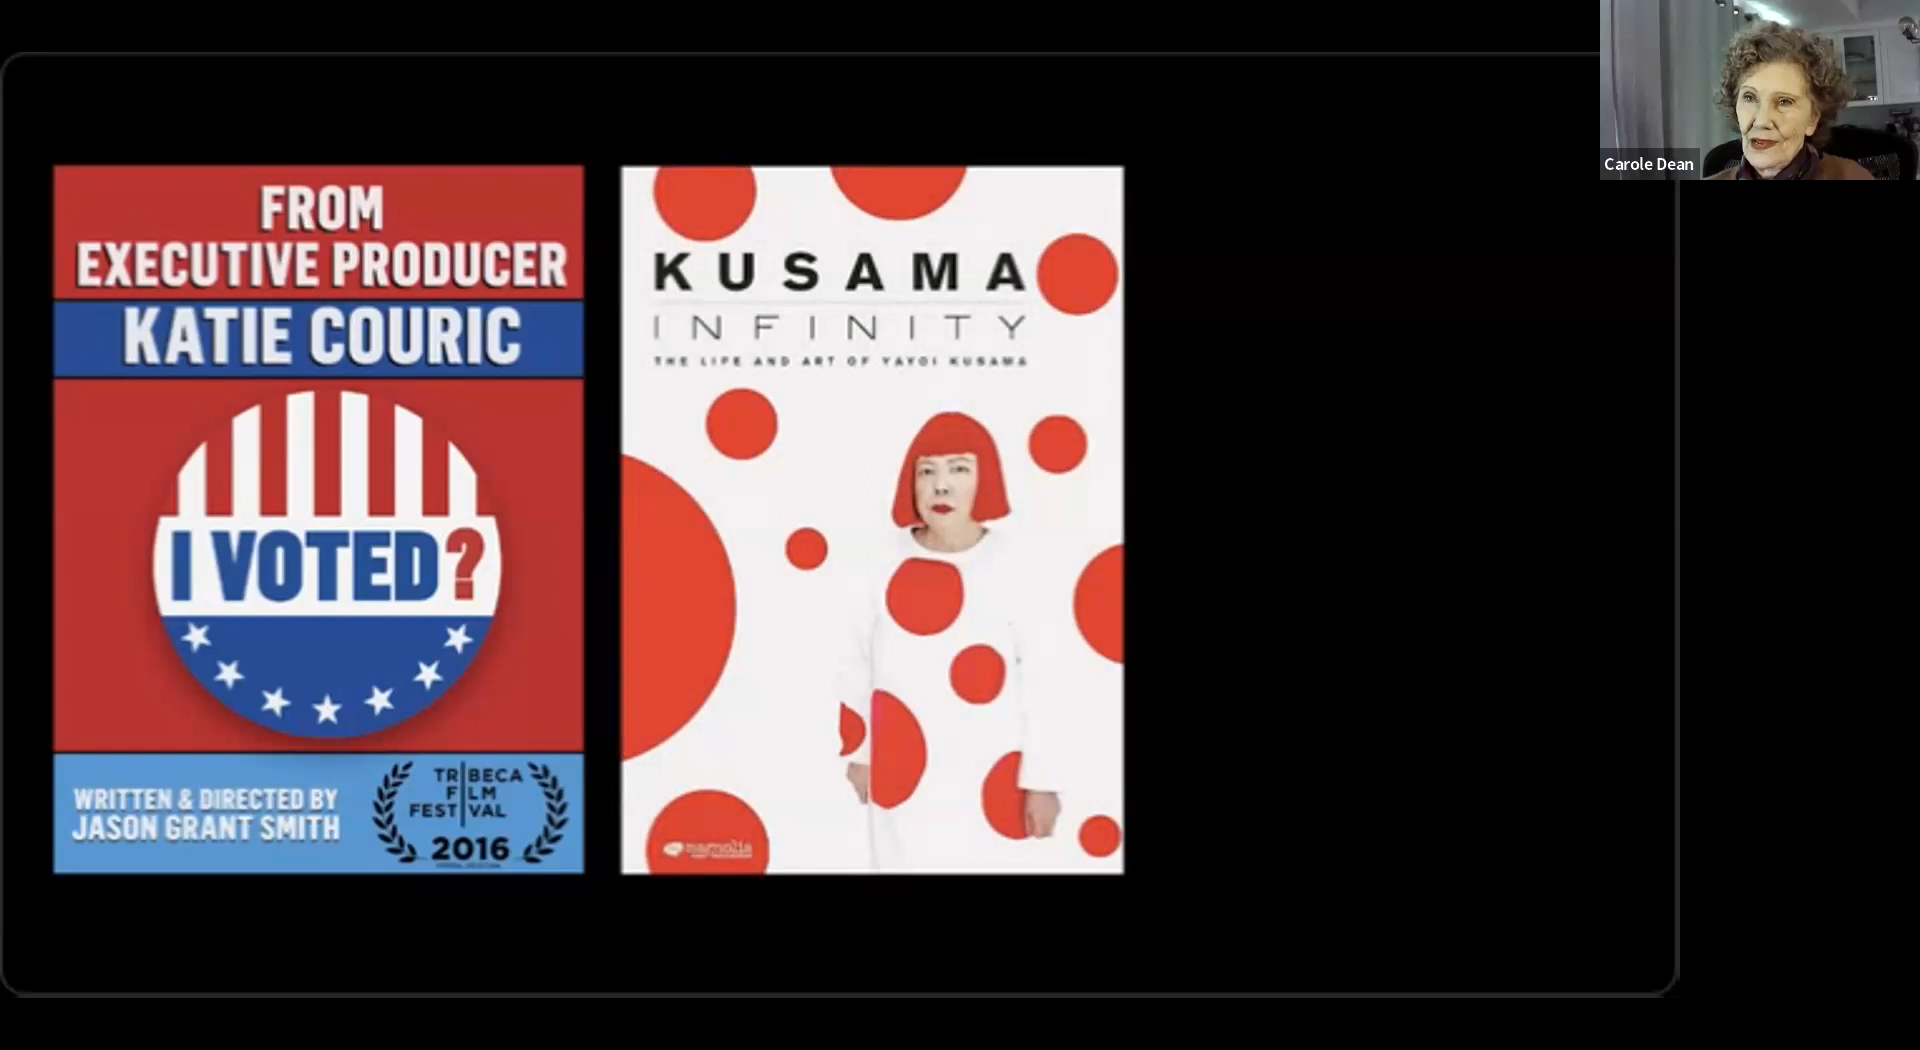 FROM
EXECUTIVE PRODUCER
KATIE COURIC
I VOTED?
WRITTEN & DIRECTED BY
JASON GRANT SMITH
TRIBECA
FILM
FESTIVAL
2016
KUSAMA
INFINITY
THE LIFE AND ART OF YAYOI KUSAMA
magnolia
Carole Dean